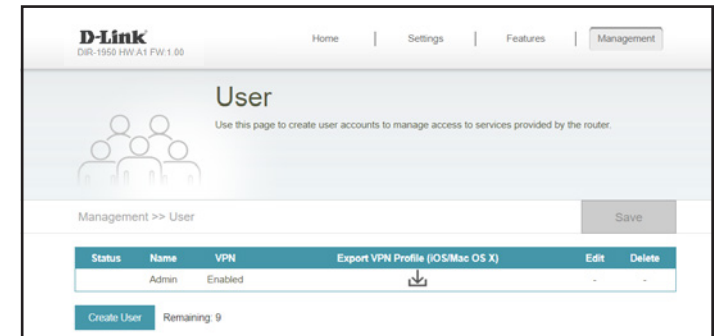 D-Link
DIR-1950 HW:A1 FW:1.00
Home | Settings | Features | Management
User
Use this page to create user accounts to manage access to services provided by the router.
Management >> User
Save
Status Name VPN Export VPN Profile (iOS/Mac OS X) Edit Delete
Admin Enabled - -
Create User Remaining: 9